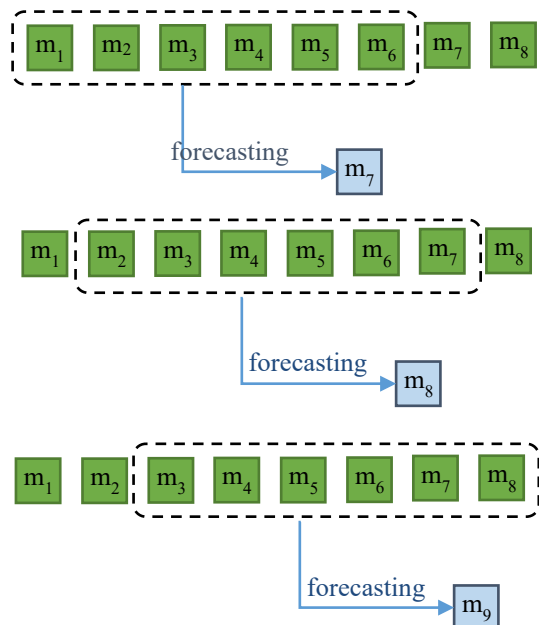 m₁ m₂ m₃ m₄ m₅ m₆ m₇ m₈
forecasting
m₇
m₁ m₂ m₃ m₄ m₅ m₆ m₇ m₈
forecasting
m₈
m₁ m₂ m₃ m₄ m₅ m₆ m₇ m₈
forecasting
m₉